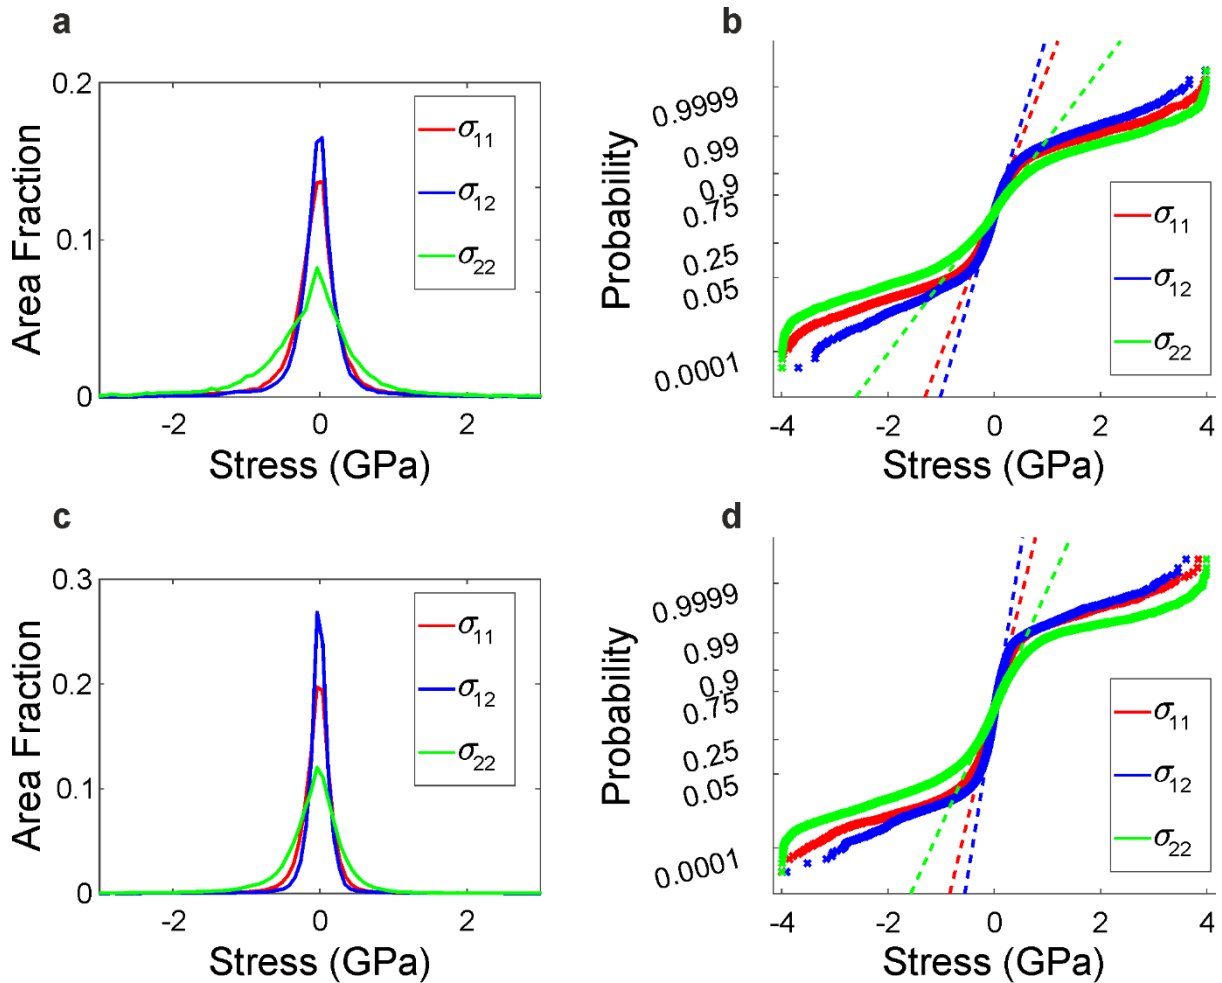 a
0.2
0.1
0
-2
0
2
Area Fraction
Stress (GPa)
σ11
σ12
σ22
b
0.9999
0.99
0.9
0.75
0.25
0.05
0.0001
-4
-2
0
2
4
Probability
Stress (GPa)
σ11
σ12
σ22
c
0.3
0.2
0.1
0
-2
0
2
Area Fraction
Stress (GPa)
σ11
σ12
σ22
d
0.9999
0.99
0.9
0.75
0.25
0.05
0.0001
-4
-2
0
2
4
Probability
Stress (GPa)
σ11
σ12
σ22